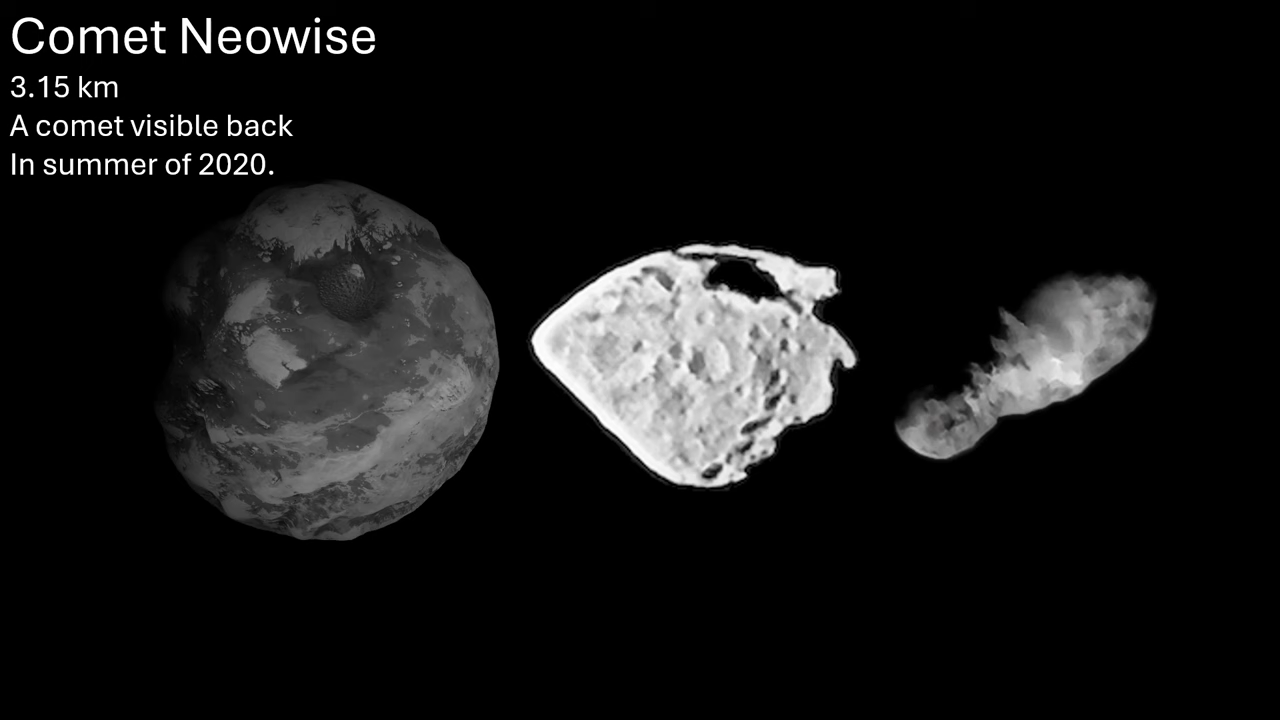 Comet Neowise
3.15 km
A comet visible back
In summer of 2020.